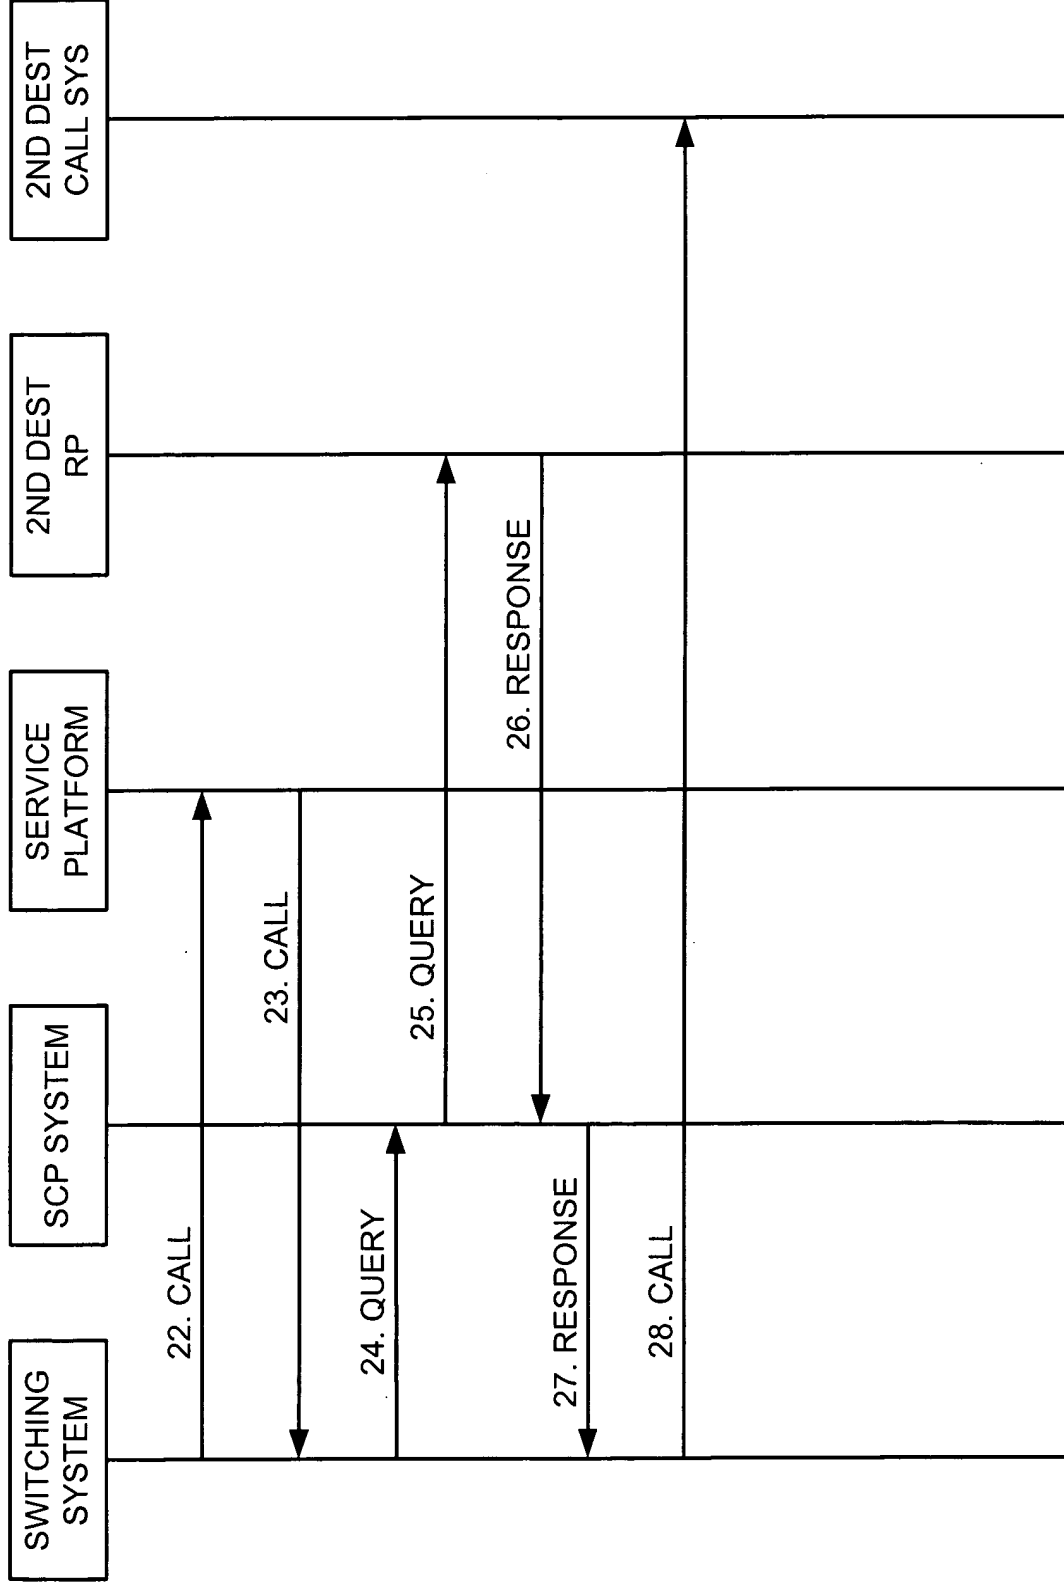 SWITCHING
SYSTEM
SCP SYSTEM
SERVICE
PLATFORM
2ND DEST
RP
2ND DEST
CALL SYS
22. CALL
23. CALL
24. QUERY
25. QUERY
26. RESPONSE
27. RESPONSE
28. CALL